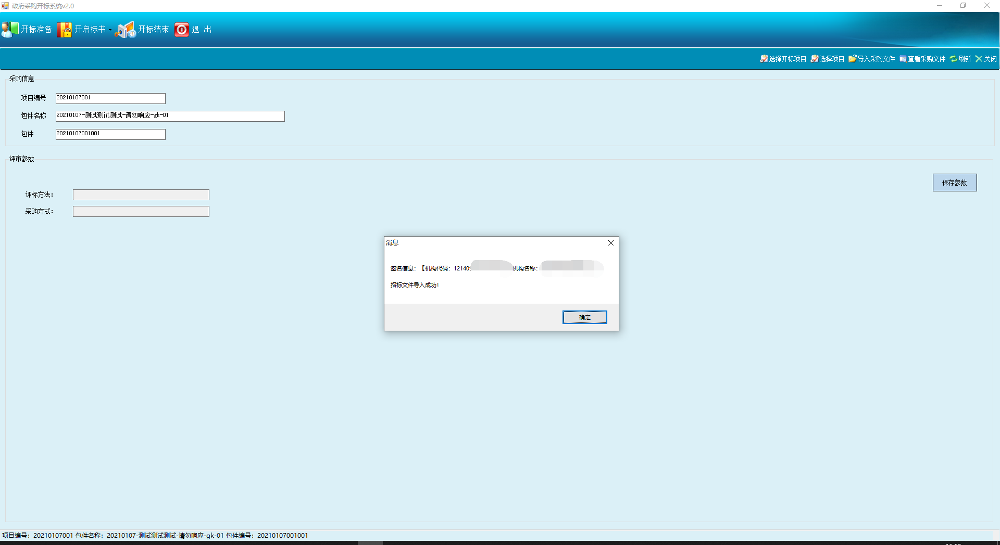 政府采购开标系统v2.0
开标准备 开启标书 开标结束 退 出
选择开标项目 选择项目 导入采购文件 查看采购文件 刷新 关闭
采购信息
项目编号 20210107001
包件名称 20210107-测试测试测试-请勿响应-gk-01
包件 20210107001001
评审参数
保存参数
评标方法：
采购方式：
消息
签名信息：【机构代码：12140 机构名称：
招标文件导入成功！
确定
项目编号：20210107001 包件名称：20210107-测试测试测试-请勿响应-gk-01 包件编号：20210107001001